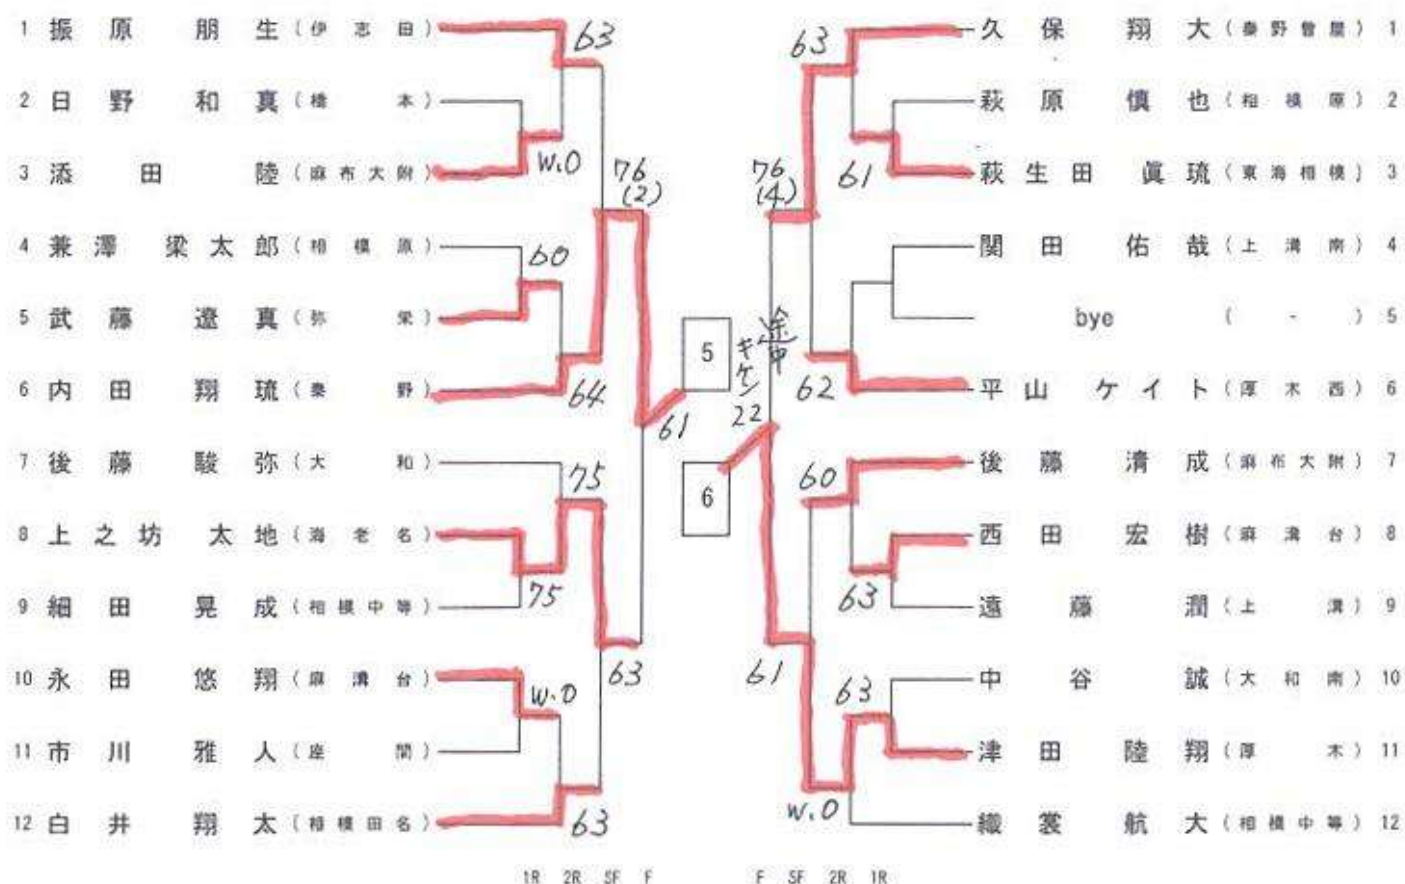 1 振原 朋生 (伊志田)
2 日野 和真 (橋本)
3 添田 陸 (麻布大附)
4 兼澤 梁太郎 (相模原)
5 武藤 遼真 (弥栄)
6 内田 翔琉 (秦野)
7 後藤 駿弥 (大和)
8 上之坊 太地 (海老名)
9 細田 晃成 (相模中等)
10 永田 悠翔 (麻溝台)
11 市川 雅人 (座間)
12 白井 翔太 (相模田名)
63
W.O
76
(2)
60
64
61
75
75
63
W.O
63
5
6
63
61
76
(4)
途中
キケン
22
62
60
63
61
63
W.O
久保 翔大 (秦野曽屋) 1
萩原 慎也 (相模原) 2
萩生田 眞琉 (東海相模) 3
関田 佑哉 (上溝南) 4
bye ( - ) 5
平山 ケイト (厚木西) 6
後藤 清成 (麻布大附) 7
西田 宏樹 (麻溝台) 8
遠藤 潤 (上溝) 9
中谷 誠 (大和南) 10
津田 陸翔 (厚木) 11
織裳 航大 (相模中等) 12
1R 2R SF F
F SF 2R 1R